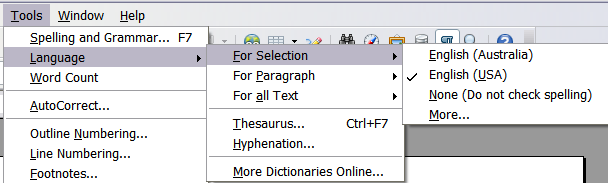 Tools Window Help
Spelling and Grammar... F7
Language
Word Count
AutoCorrect...
Outline Numbering...
Line Numbering...
Footnotes...
For Selection
For Paragraph
For all Text
Thesaurus... Ctrl+F7
Hyphenation...
More Dictionaries Online...
English (Australia)
English (USA)
None (Do not check spelling)
More...